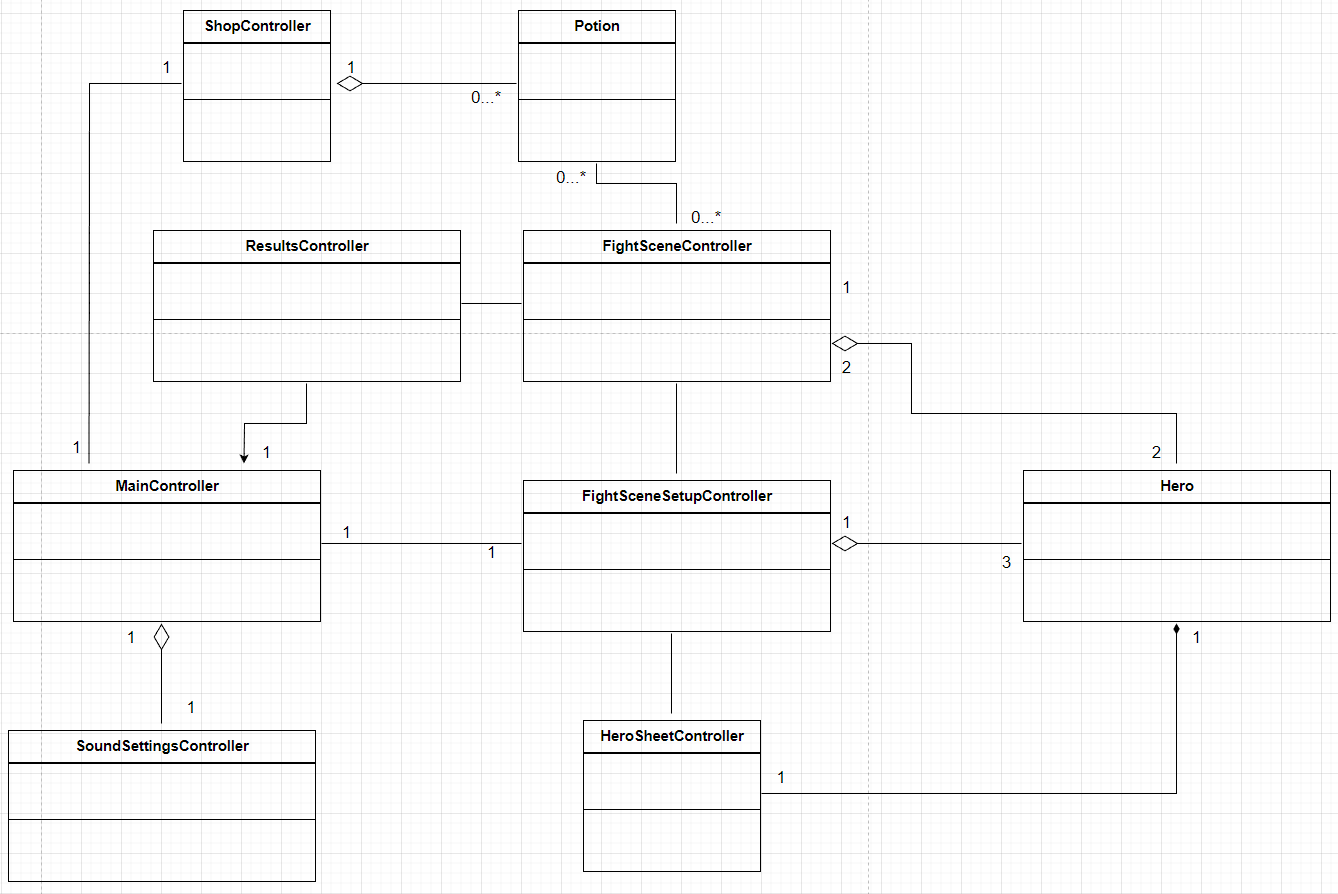 ShopController
Potion
1
1
0...*
0...*
0...*
ResultsController
FightSceneController
1
2
1
1
2
MainController
FightSceneSetupController
Hero
1
1
1
3
1
1
1
SoundSettingsController
HeroSheetController
1